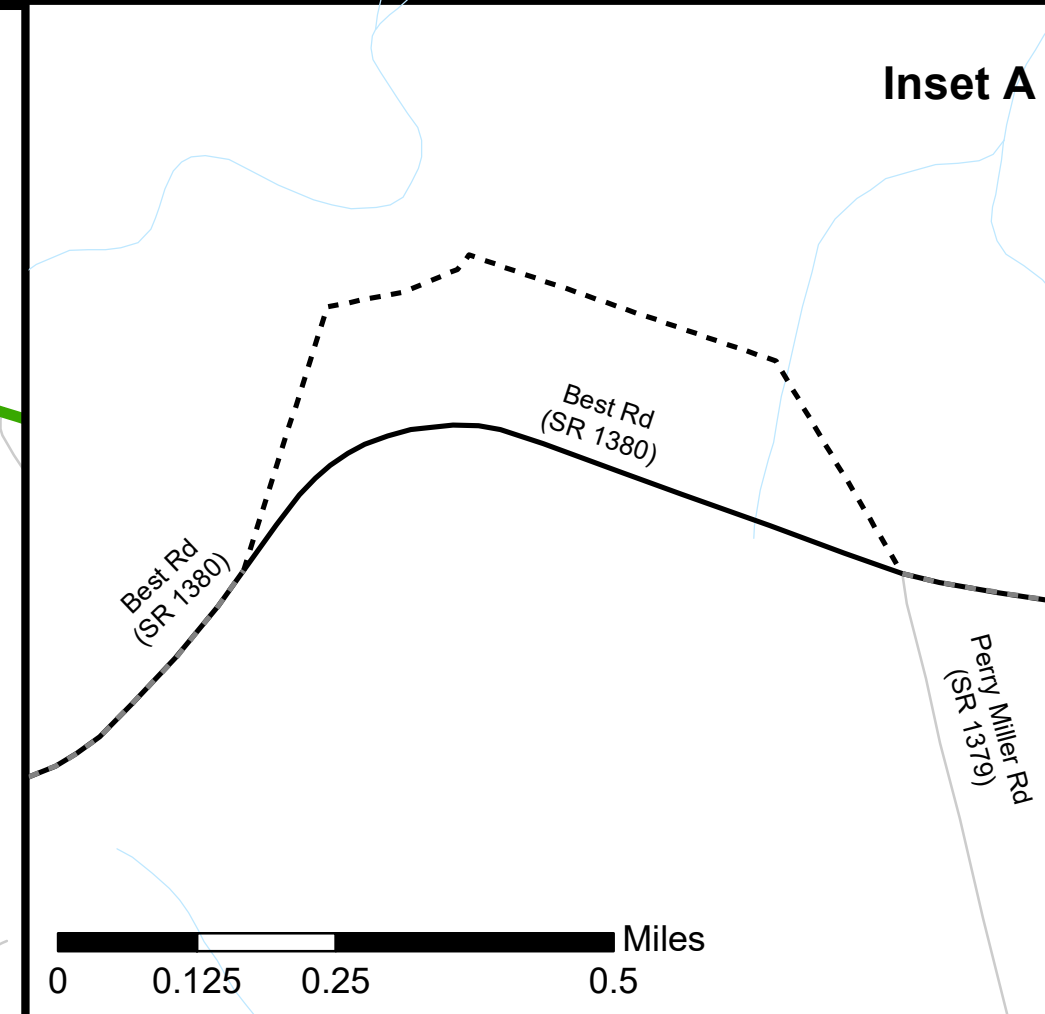 Inset A
Best Rd
(SR 1380)
Best Rd
(SR 1380)
Perry Miller Rd
(SR 1379)
Miles
0 0.125 0.25 0.5